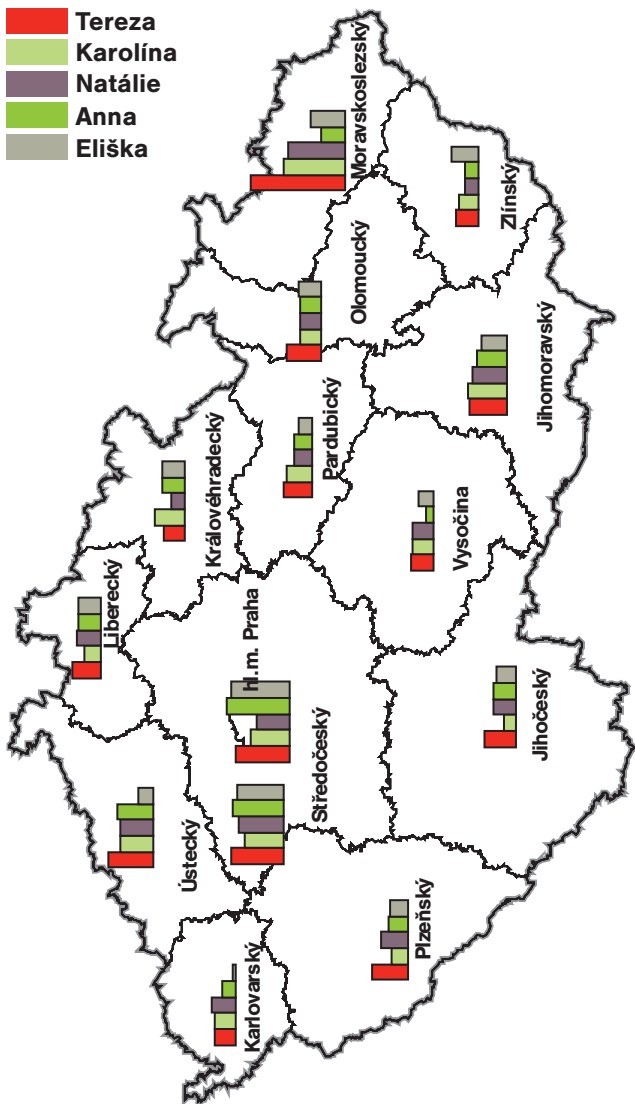 Tereza
Karolína
Natálie
Anna
Eliška
Moravskoslezský
Zlínský
Olomoucký
Jihomoravský
Pardubický
Královéhradecký
Vysočina
Liberecký
hl.m. Praha
Středočeský
Jihočeský
Ústecký
Plzeňský
Karlovarský